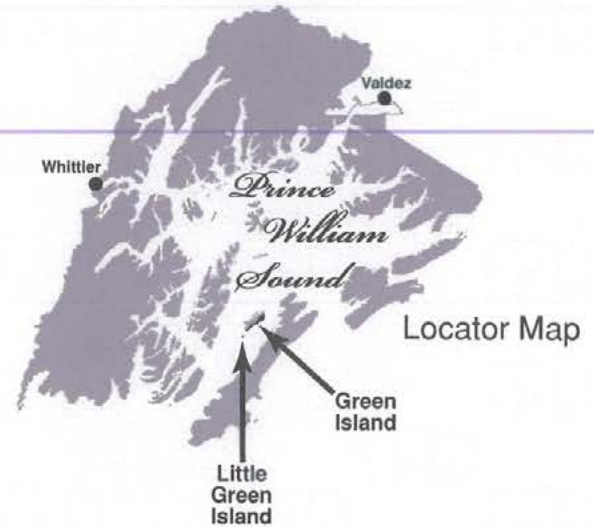 Valdez
Whittier
Prince
William
Sound
Locator Map
Green
Island
Little
Green
Island